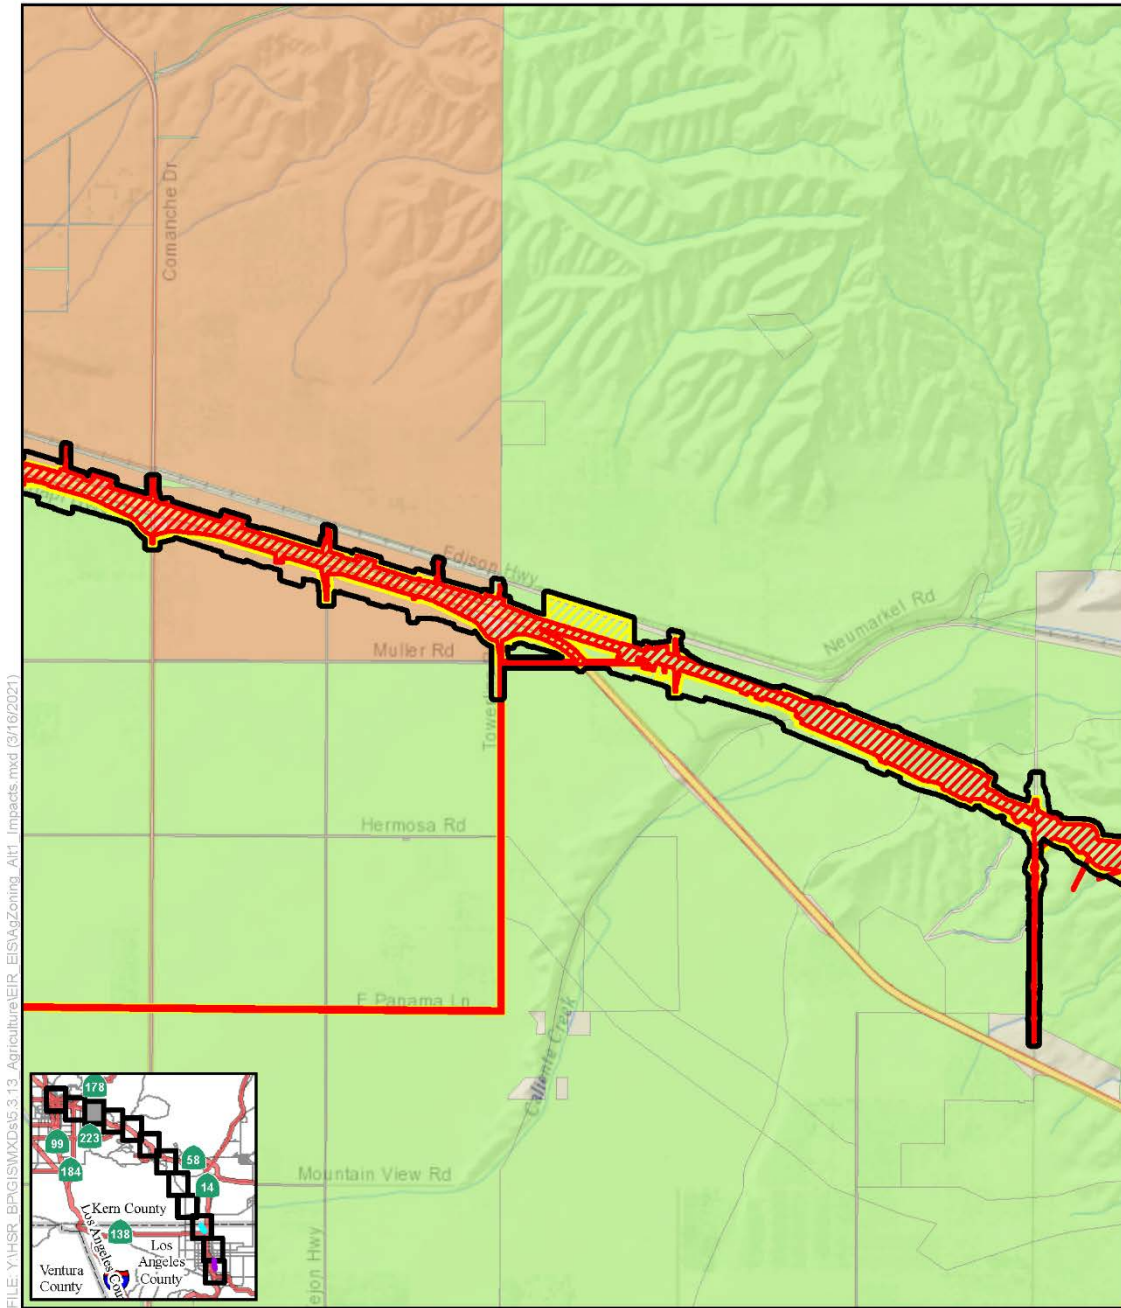 Comanche Dr
Edison Hwy
Neumarkel Rd
Muller Rd
Tower
Hermosa Rd
E Panama Ln
Caliente Creek
Mountain View Rd
ejon Hwy
178
99
223
184
58
14
Kern County
138
Los Angeles Cou
Los
Angeles
County
Ventura
County
FILE: Y:\HSR_BP\GIS\MXDs\5.3.13_Agriculture\EIR_EIS\AgZoning_Alt1_Impacts.mxd (3/16/2021)